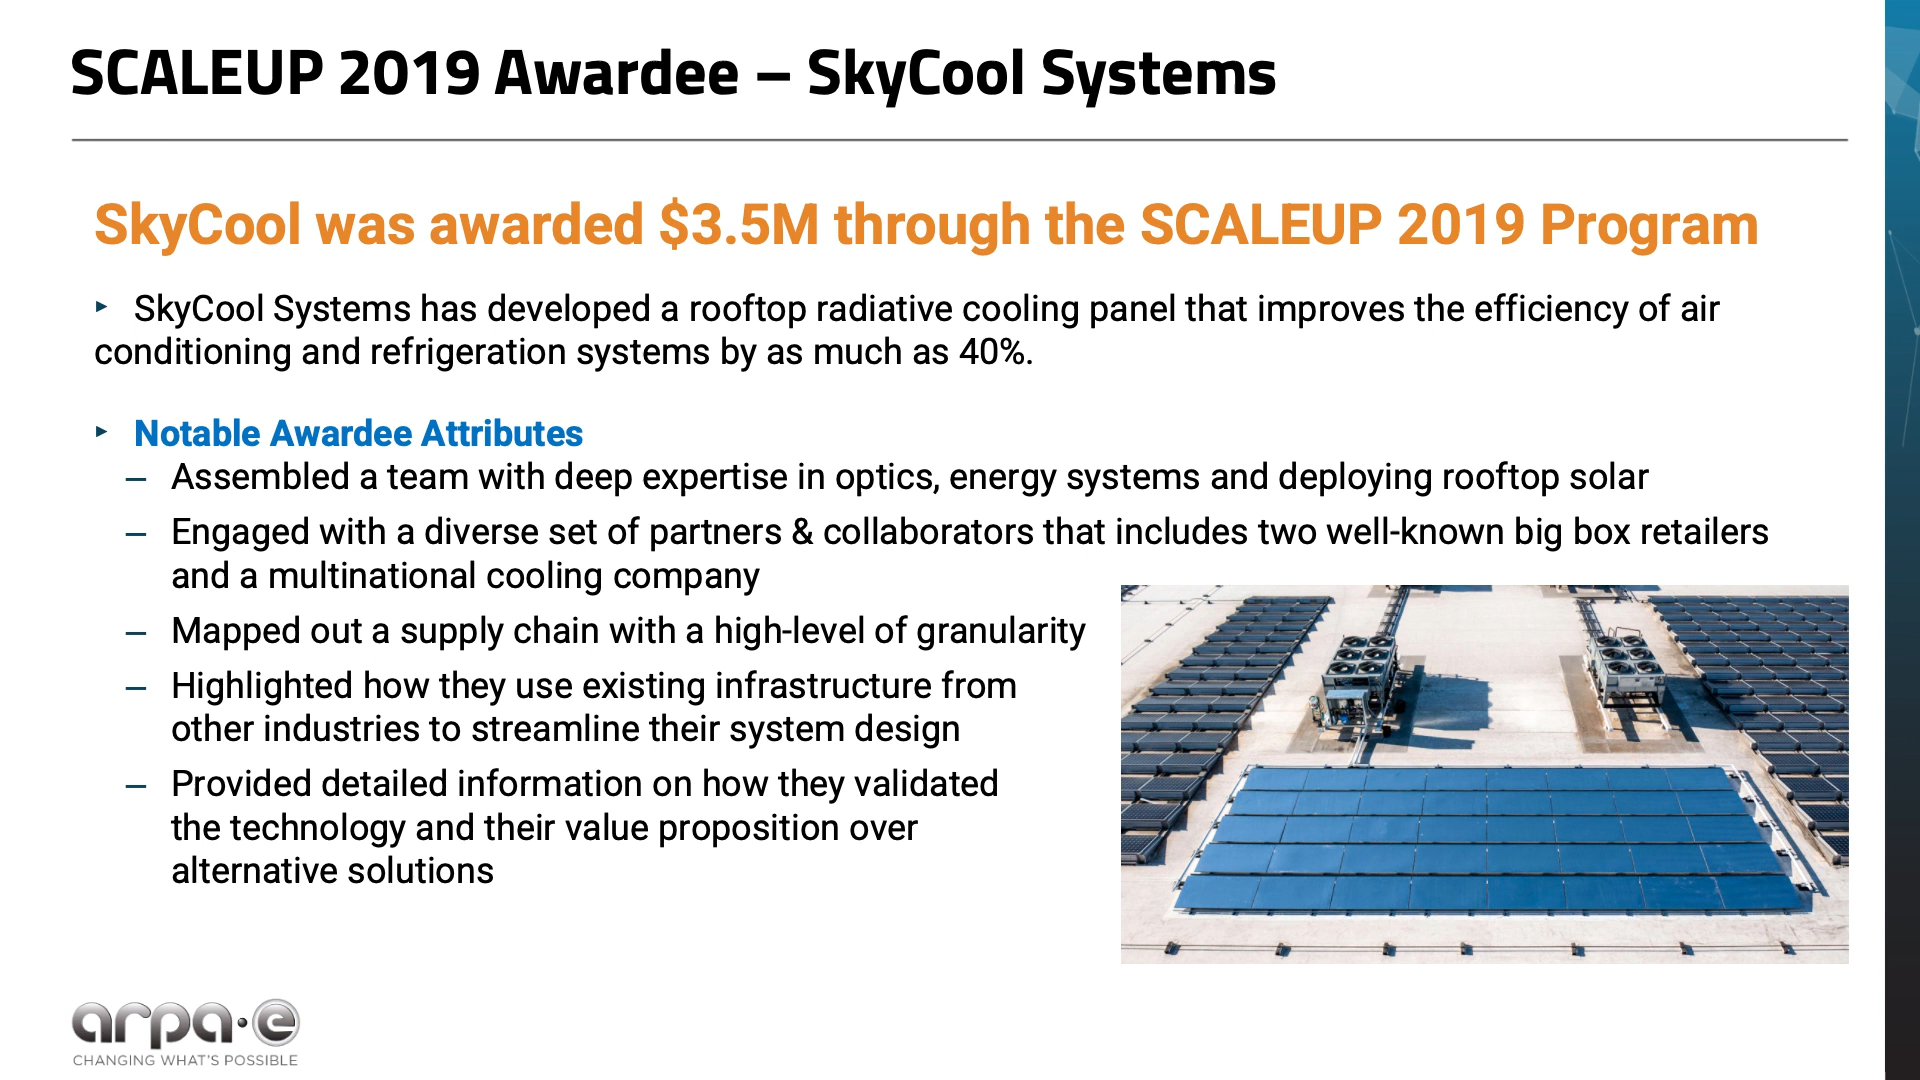 SCALEUP 2019 Awardee – SkyCool Systems
SkyCool was awarded $3.5M through the SCALEUP 2019 Program
‣ SkyCool Systems has developed a rooftop radiative cooling panel that improves the efficiency of air
conditioning and refrigeration systems by as much as 40%.
‣ Notable Awardee Attributes
– Assembled a team with deep expertise in optics, energy systems and deploying rooftop solar
– Engaged with a diverse set of partners & collaborators that includes two well-known big box retailers
and a multinational cooling company
– Mapped out a supply chain with a high-level of granularity
– Highlighted how they use existing infrastructure from
other industries to streamline their system design
– Provided detailed information on how they validated
the technology and their value proposition over
alternative solutions
arpa·e
CHANGING WHAT'S POSSIBLE